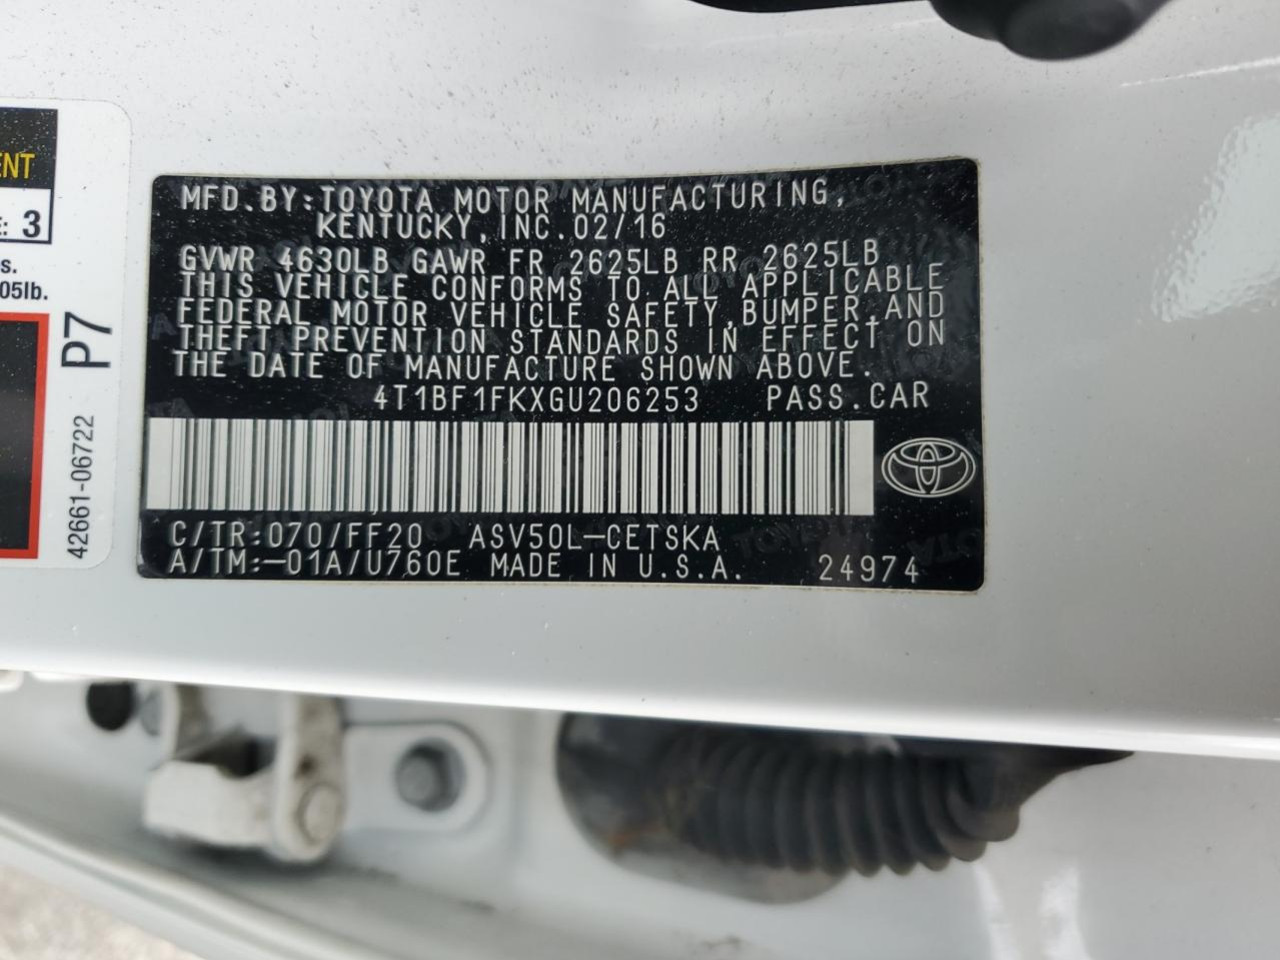 ENT
E: 3
s.
05lb.
P7
42661-06722
MFD.BY:TOYOTA MOTOR MANUFACTURING,
KENTUCKY,INC.02/16
GVWR 4630LB GAWR FR 2625LB RR 2625LB
THIS VEHICLE CONFORMS TO ALL APPLICABLE
FEDERAL MOTOR VEHICLE SAFETY,BUMPER,AND
THEFT PREVENTION STANDARDS IN EFFECT ON
THE DATE OF MANUFACTURE SHOWN ABOVE.
4T1BF1FKXGU206253 PASS.CAR
C/TR:070/FF20 ASV50L-CETSKA
A/TM:-01A/U760E MADE IN U.S.A. 24974